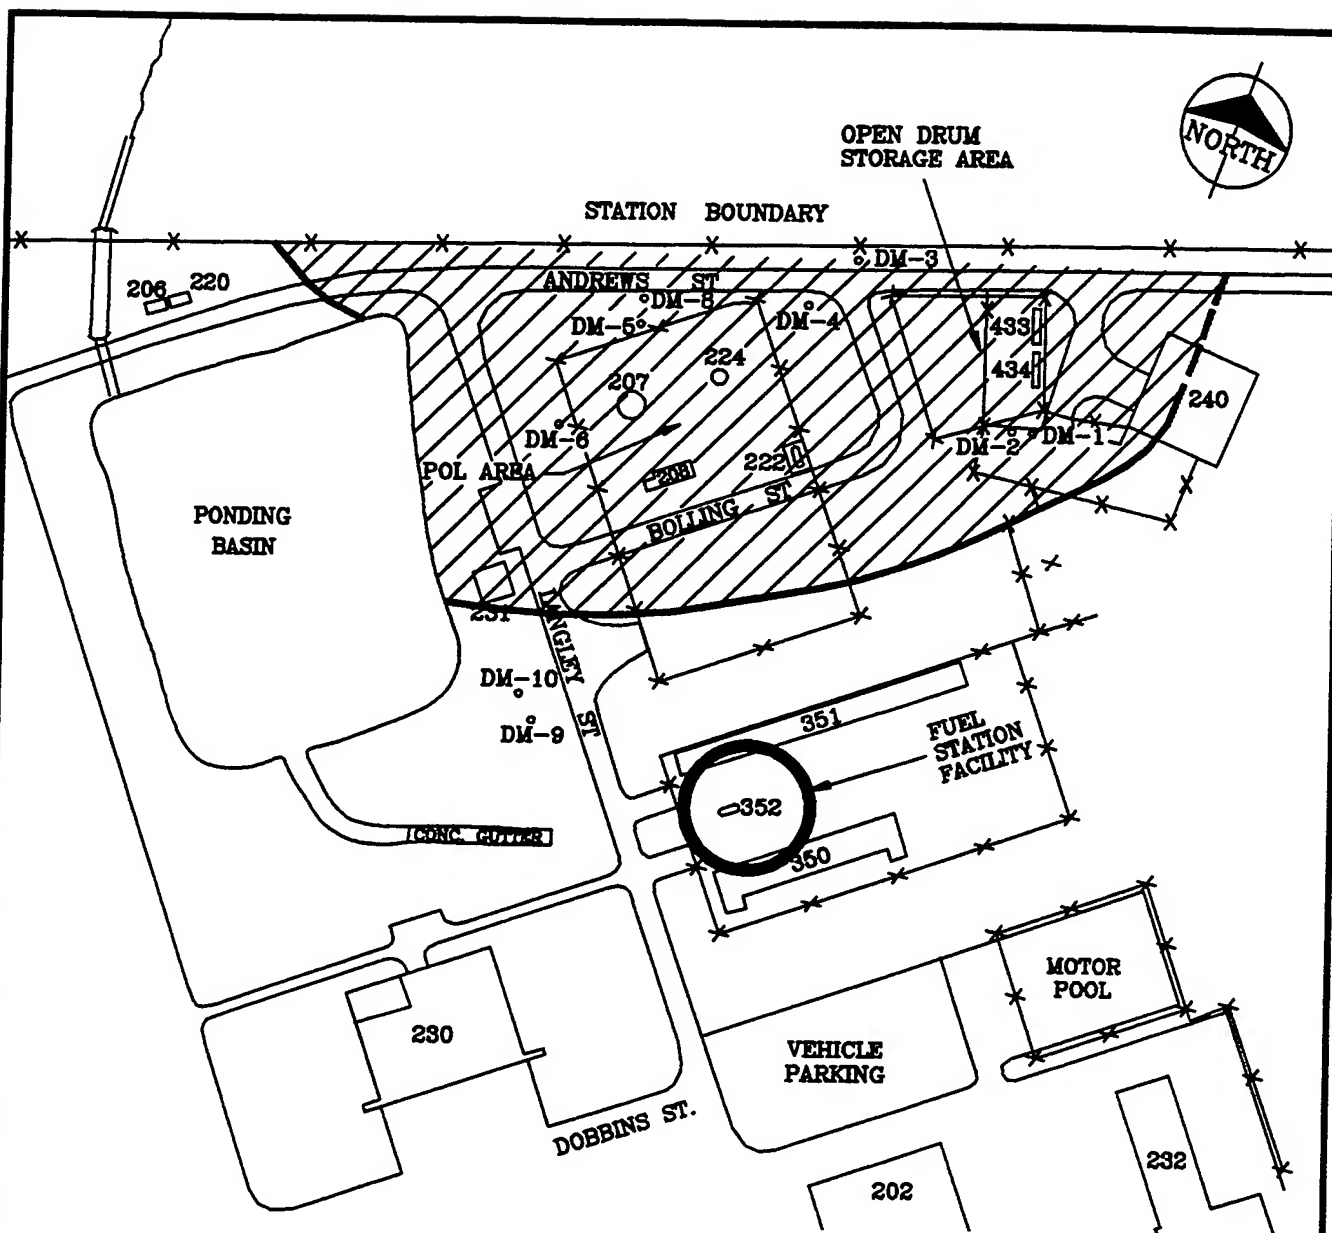 NORTH
OPEN DRUM
STORAGE AREA
STATION BOUNDARY
DM-3
206
220
ANDREWS ST
DM-8
DM-5
DM-4
433
224
434
207
240
DM-6
DM-2
DM-1
POL AREA
208
222
BOLLING ST
PONDING
BASIN
231
LANGLEY ST
DM-10
DM-9
351
FUEL
STATION
FACILITY
352
CONC. GUTTER
350
MOTOR
POOL
230
VEHICLE
PARKING
DOBBINS ST.
232
202